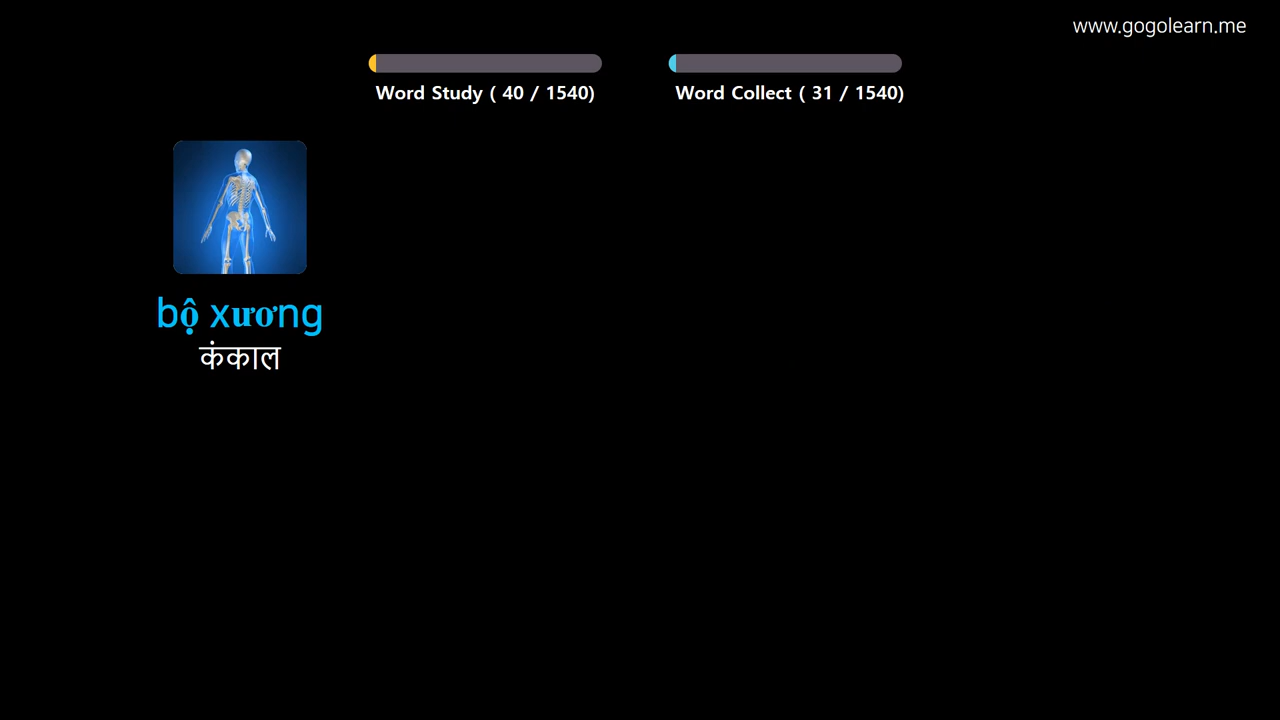 www.gogolearn.me
Word Study ( 40 / 1540)
Word Collect ( 31 / 1540)
bộ xương
कंकाल